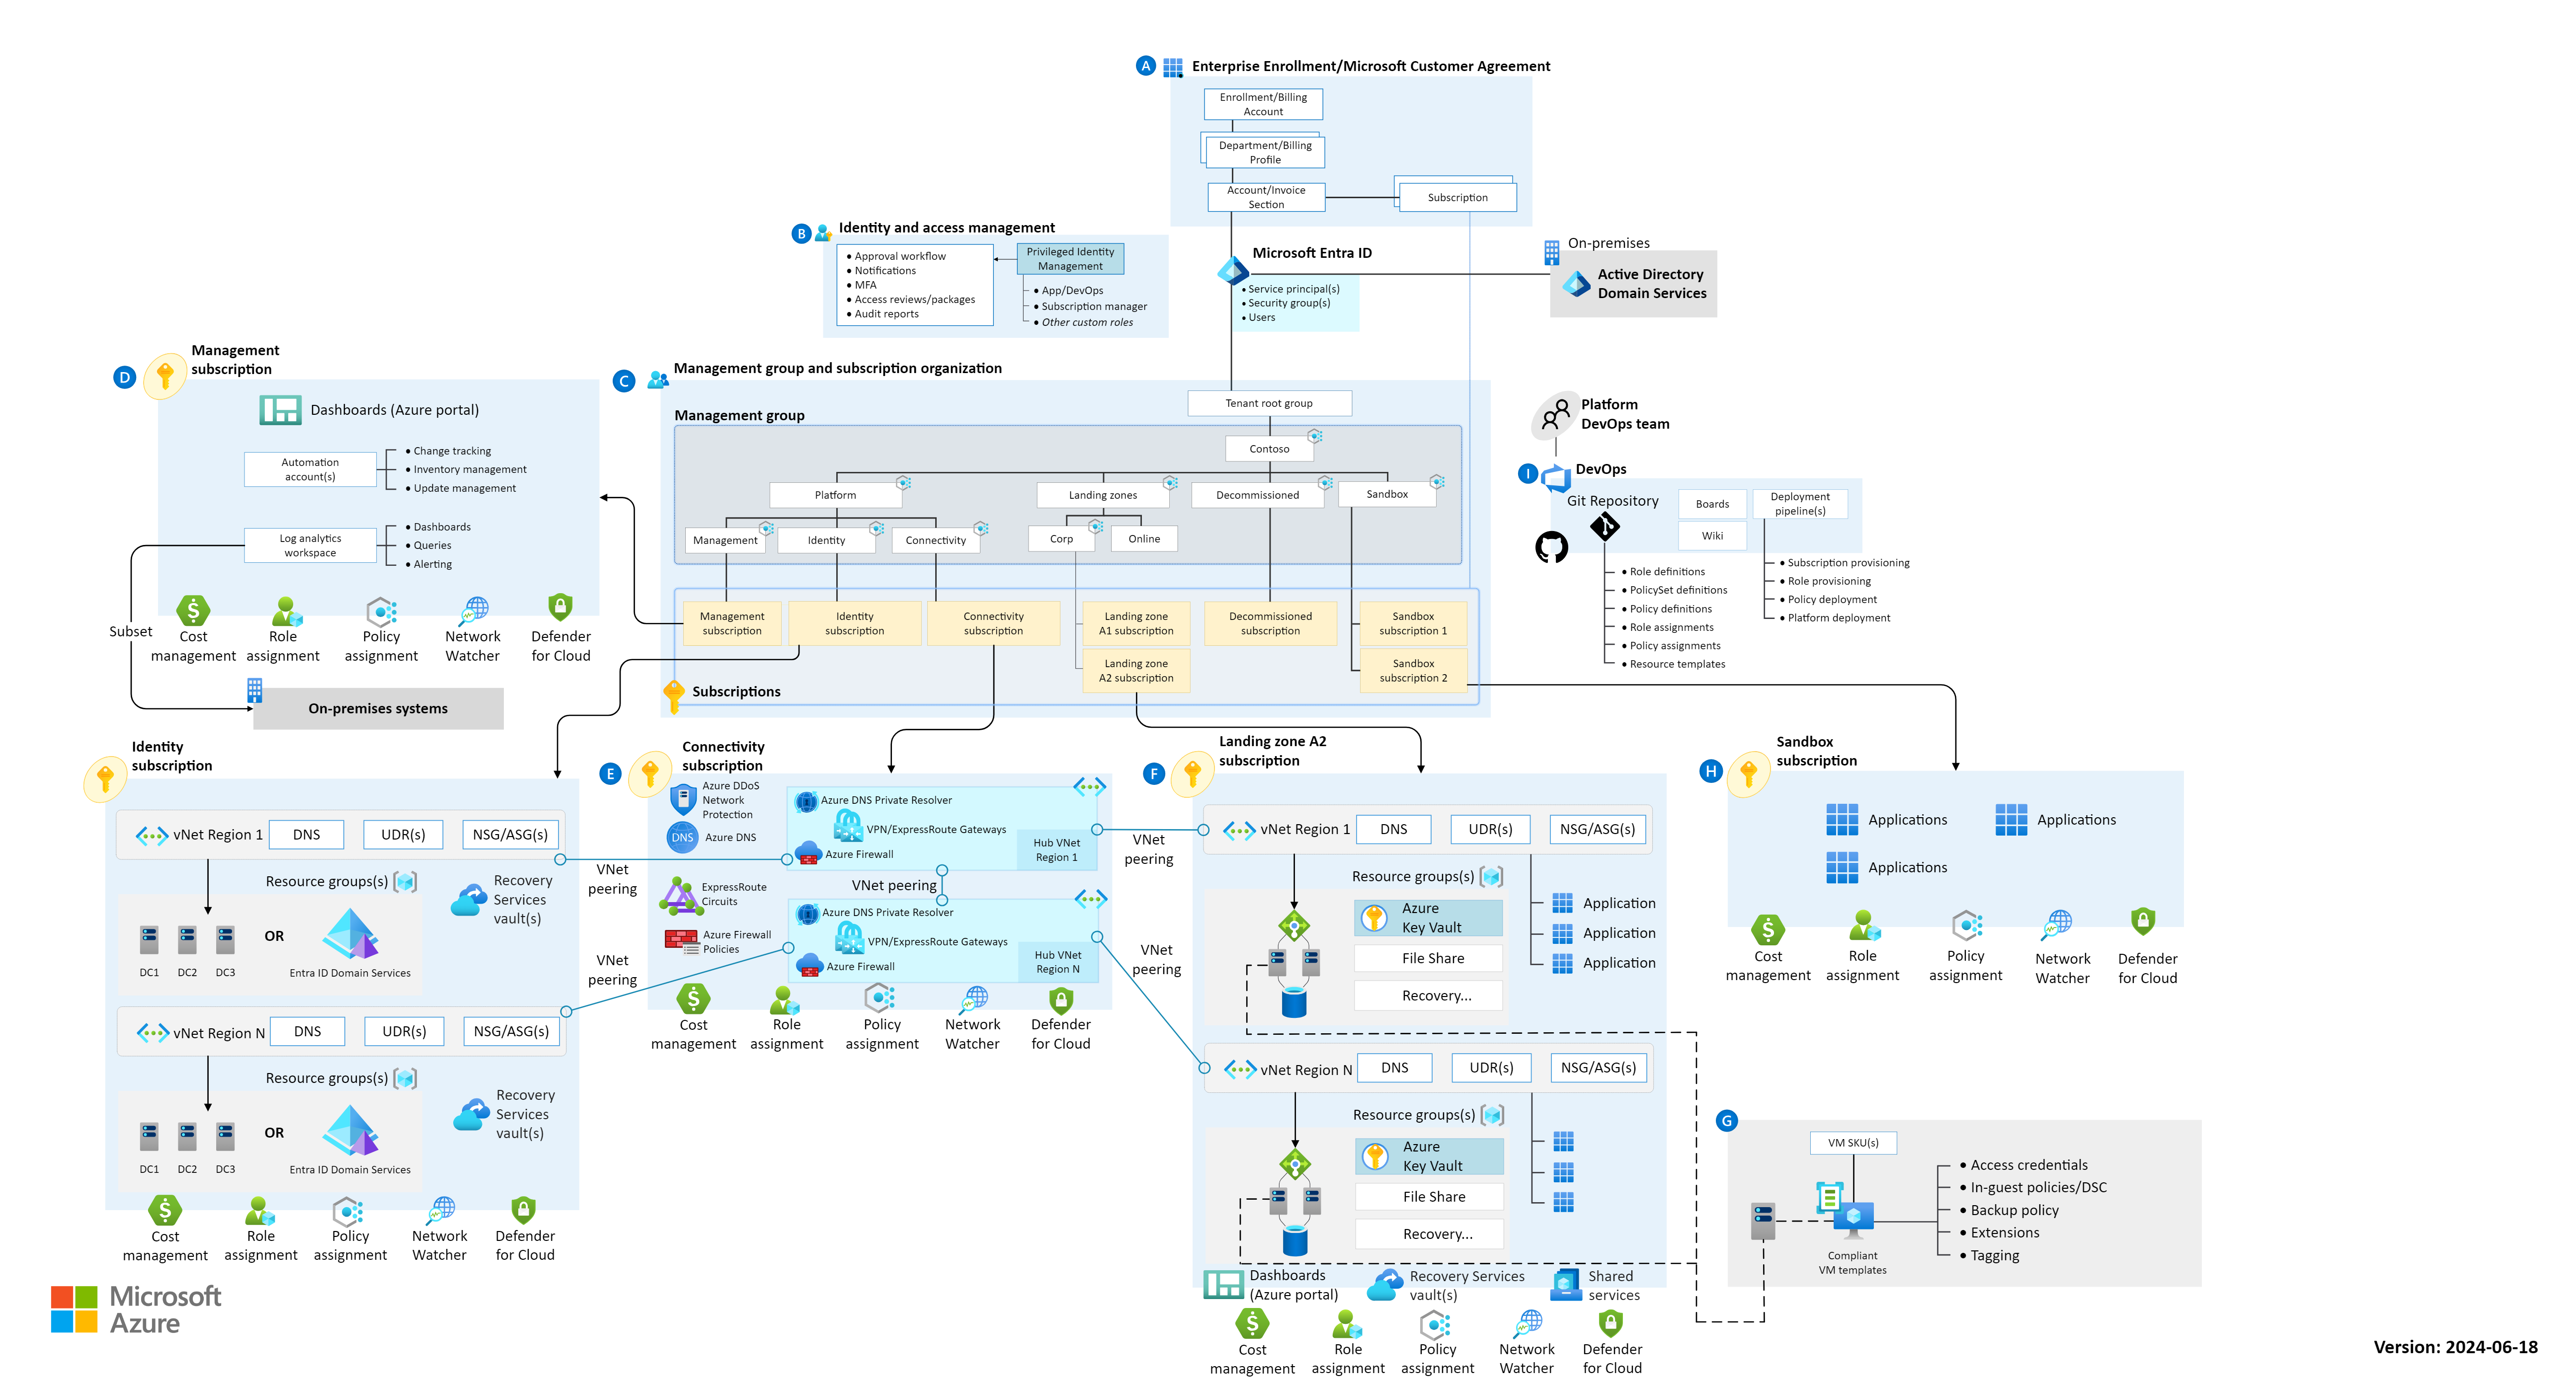 A
Enterprise Enrollment/Microsoft Customer Agreement
Enrollment/Billing
Account
Department/Billing
Profile
Account/Invoice
Section
Subscription
B
Identity and access management
• Approval workflow
• Notifications
• MFA
• Access reviews/packages
• Audit reports
Privileged Identity
Management
• App/DevOps
• Subscription manager
• Other custom roles
Microsoft Entra ID
• Service principal(s)
• Security group(s)
• Users
On-premises
Active Directory
Domain Services
D
Management
subscription
Dashboards (Azure portal)
Automation
account(s)
• Change tracking
• Inventory management
• Update management
Log analytics
workspace
• Dashboards
• Queries
• Alerting
Subset
Cost
management
Role
assignment
Policy
assignment
Network
Watcher
Defender
for Cloud
On-premises systems
C
Management group and subscription organization
Management group
Tenant root group
Contoso
Platform
Landing zones
Decommissioned
Sandbox
Management
Identity
Connectivity
Corp
Online
Management
subscription
Identity
subscription
Connectivity
subscription
Landing zone
A1 subscription
Decommissioned
subscription
Sandbox
subscription 1
Landing zone
A2 subscription
Sandbox
subscription 2
Subscriptions
Platform
DevOps team
I
DevOps
Git Repository
Boards
Wiki
Deployment
pipeline(s)
• Role definitions
• PolicySet definitions
• Policy definitions
• Role assignments
• Policy assignments
• Resource templates
• Subscription provisioning
• Role provisioning
• Policy deployment
• Platform deployment
Identity
subscription
vNet Region 1
DNS
UDR(s)
NSG/ASG(s)
Resource groups(s)
DC1
DC2
DC3
OR
Entra ID Domain Services
Recovery
Services
vault(s)
vNet Region N
DNS
UDR(s)
NSG/ASG(s)
Resource groups(s)
DC1
DC2
DC3
OR
Entra ID Domain Services
Recovery
Services
vault(s)
Cost
management
Role
assignment
Policy
assignment
Network
Watcher
Defender
for Cloud
VNet
peering
VNet
peering
E
Connectivity
subscription
Azure DDoS
Network
Protection
DNS
Azure DNS
ExpressRoute
Circuits
Azure Firewall
Policies
Azure DNS Private Resolver
VPN/ExpressRoute Gateways
Azure Firewall
Hub VNet
Region 1
VNet peering
Azure DNS Private Resolver
VPN/ExpressRoute Gateways
Azure Firewall
Hub VNet
Region N
Cost
management
Role
assignment
Policy
assignment
Network
Watcher
Defender
for Cloud
VNet
peering
VNet
peering
F
Landing zone A2
subscription
vNet Region 1
DNS
UDR(s)
NSG/ASG(s)
Resource groups(s)
Azure
Key Vault
File Share
Recovery...
Application
Application
Application
vNet Region N
DNS
UDR(s)
NSG/ASG(s)
Resource groups(s)
Azure
Key Vault
File Share
Recovery...
Dashboards
(Azure portal)
Recovery Services
vault(s)
Shared
services
Cost
management
Role
assignment
Policy
assignment
Network
Watcher
Defender
for Cloud
H
Sandbox
subscription
Applications
Applications
Applications
Cost
management
Role
assignment
Policy
assignment
Network
Watcher
Defender
for Cloud
G
VM SKU(s)
Compliant
VM templates
• Access credentials
• In-guest policies/DSC
• Backup policy
• Extensions
• Tagging
Microsoft
Azure
Version: 2024-06-18